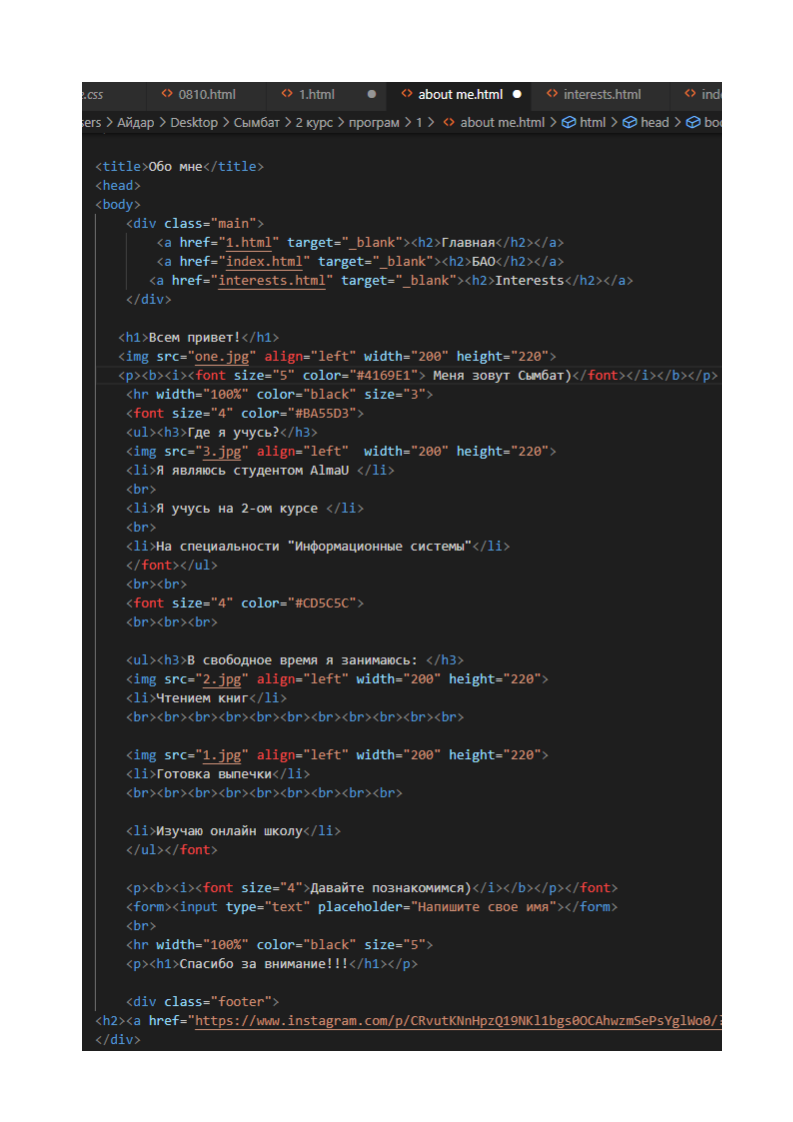 .css <> 0810.html <> 1.html ● <> about me.html ● <> interests.html <> ind
sers > Айдар > Desktop > Сымбат > 2 курс > програм > 1 > <> about me.html > html > head > bod
<title>Обо мне</title>
<head>
<body>
<div class="main">
<a href="1.html" target="_blank"><h2>Главная</h2></a>
<a href="index.html" target="_blank"><h2>БАО</h2></a>
<a href="interests.html" target="_blank"><h2>Interests</h2></a>
</div>
<h1>Всем привет!</h1>
<img src="one.jpg" align="left" width="200" height="220">
<p><b><i><font size="5" color="#4169E1"> Меня зовут Сымбат)</font></i></b></p>
<hr width="100%" color="black" size="3">
<font size="4" color="#BA55D3">
<ul><h3>Где я учусь?</h3>
<img src="3.jpg" align="left"  width="200" height="220">
<li>Я являюсь студентом AlmaU </li>
<br>
<li>Я учусь на 2-ом курсе </li>
<br>
<li>На специальности "Информационные системы"</li>
</font></ul>
<br><br>
<font size="4" color="#CD5C5C">
<br><br><br>
<ul><h3>В свободное время я занимаюсь: </h3>
<img src="2.jpg" align="left" width="200" height="220">
<li>Чтением книг</li>
<br><br><br><br><br><br><br><br><br><br><br>
<img src="1.jpg" align="left" width="200" height="220">
<li>Готовка выпечки</li>
<br><br><br><br><br><br><br><br><br>
<li>Изучаю онлайн школу</li>
</ul></font>
<p><b><i><font size="4">Давайте познакомимся)</i></b></p></font>
<form><input type="text" placeholder="Напишите свое имя"></form>
<br>
<hr width="100%" color="black" size="5">
<p><h1>Спасибо за внимание!!!</h1></p>
<div class="footer">
<h2><a href="https://www.instagram.com/p/CRvutKNnHpzQ19NKl1bgs0OCAhwzmSePsYglWo0/?
</div>